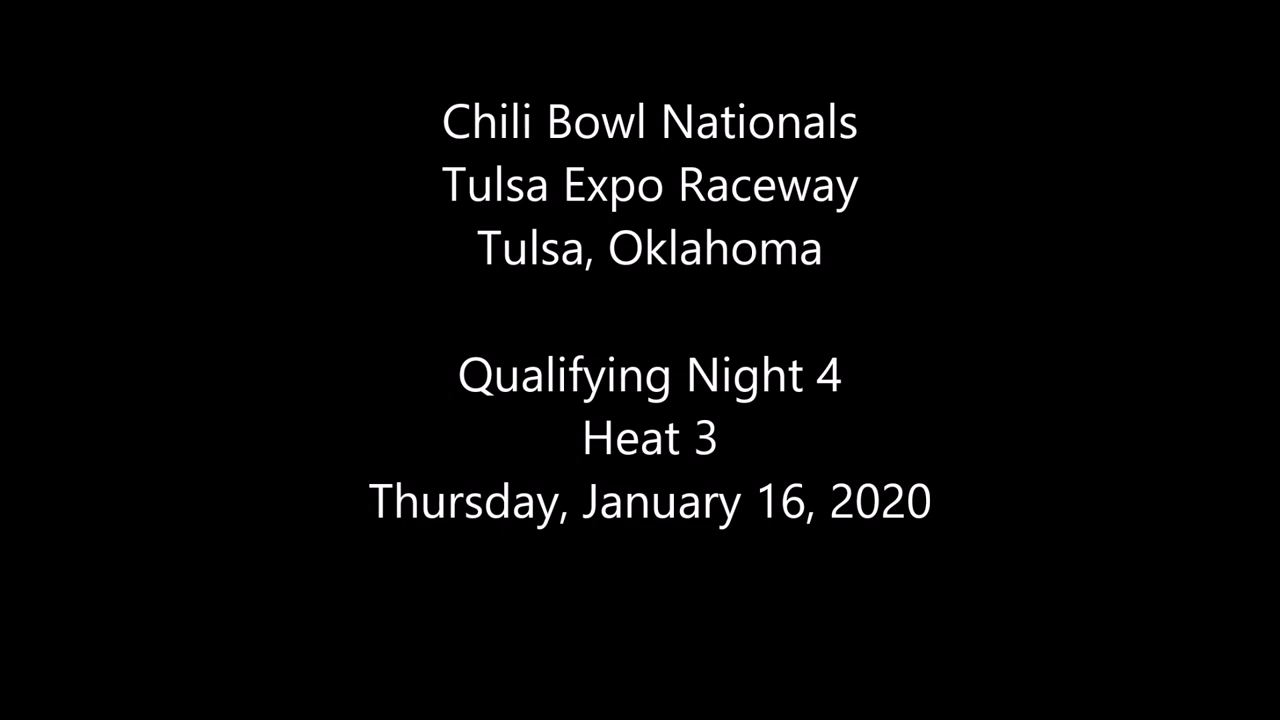 Chili Bowl Nationals
Tulsa Expo Raceway
Tulsa, Oklahoma
Qualifying Night 4
Heat 3
Thursday, January 16, 2020